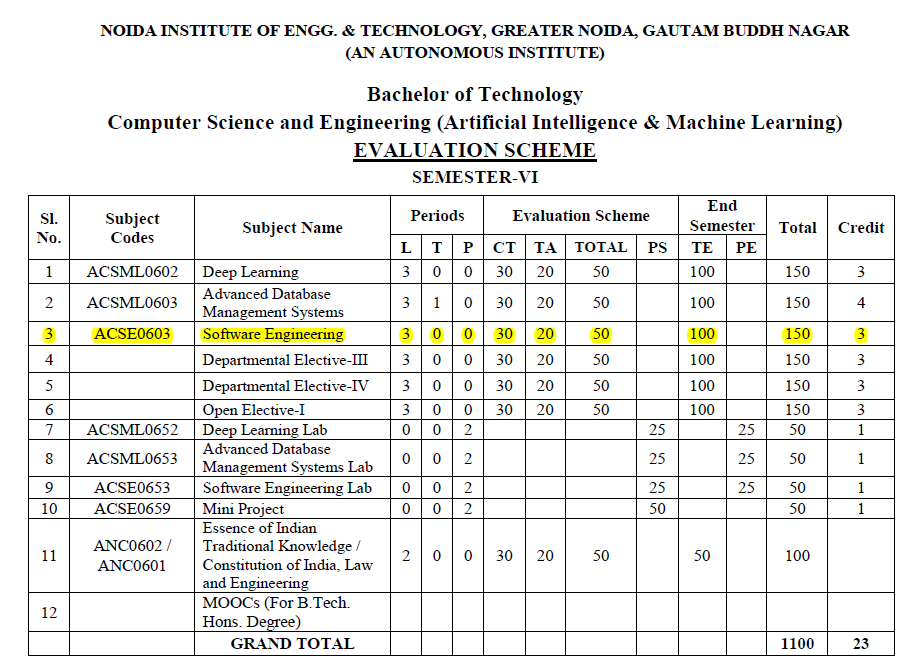 NOIDA INSTITUTE OF ENGG. & TECHNOLOGY, GREATER NOIDA, GAUTAM BUDDH NAGAR
(AN AUTONOMOUS INSTITUTE)
Bachelor of Technology
Computer Science and Engineering (Artificial Intelligence & Machine Learning)
EVALUATION SCHEME
SEMESTER-VI
Sl. No. Subject Codes Subject Name Periods Evaluation Scheme End Semester Total Credit
L T P CT TA TOTAL PS TE PE
1 ACSML0602 Deep Learning 3 0 0 30 20 50 100 150 3
2 ACSML0603 Advanced Database Management Systems 3 1 0 30 20 50 100 150 4
3 ACSE0603 Software Engineering 3 0 0 30 20 50 100 150 3
4 Departmental Elective-III 3 0 0 30 20 50 100 150 3
5 Departmental Elective-IV 3 0 0 30 20 50 100 150 3
6 Open Elective-I 3 0 0 30 20 50 100 150 3
7 ACSML0652 Deep Learning Lab 0 0 2 25 25 50 1
8 ACSML0653 Advanced Database Management Systems Lab 0 0 2 25 25 50 1
9 ACSE0653 Software Engineering Lab 0 0 2 25 25 50 1
10 ACSE0659 Mini Project 0 0 2 50 50 1
11 ANC0602 / ANC0601 Essence of Indian Traditional Knowledge / Constitution of India, Law and Engineering 2 0 0 30 20 50 50 100
12 MOOCs (For B.Tech. Hons. Degree)
GRAND TOTAL 1100 23